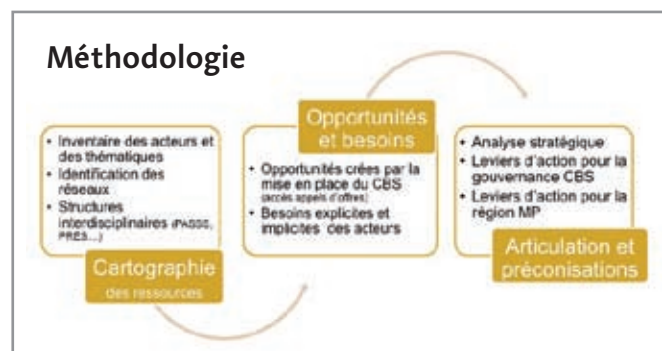 Méthodologie
• Inventaire des acteurs et
des thématiques
• Identification des
réseaux
• Structures
interdisciplinaires (PASSS,
PRES...)
Cartographie
des ressources
Opportunités
et besoins
• Opportunités crées par la
mise en place du CBS
(accès appels d'offres)
• Besoins explicites et
implicites des acteurs
• Analyse stratégique
• Leviers d'action pour la
gouvernance CBS
• Leviers d'action pour la
région MP
Articulation et
préconisations